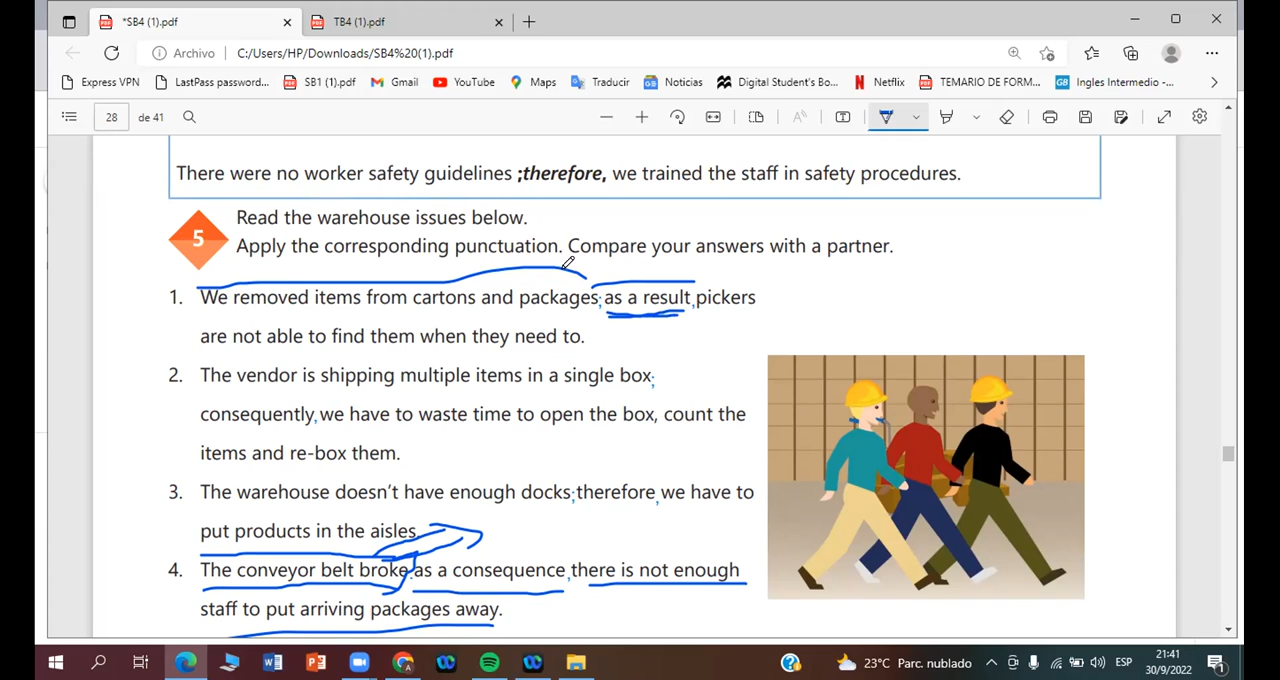 *SB4 (1).pdf
TB4 (1).pdf
Archivo C:/Users/HP/Downloads/SB4%20(1).pdf
Express VPN LastPass password... SB1 (1).pdf Gmail YouTube Maps Traducir Noticias Digital Student's Bo... Netflix TEMARIO DE FORM... Ingles Intermedio -...
28 de 41
There were no worker safety guidelines ;therefore, we trained the staff in safety procedures.
5
Read the warehouse issues below.
Apply the corresponding punctuation. Compare your answers with a partner.
1. We removed items from cartons and packages; as a result, pickers
are not able to find them when they need to.
2. The vendor is shipping multiple items in a single box;
consequently, we have to waste time to open the box, count the
items and re-box them.
3. The warehouse doesn't have enough docks; therefore, we have to
put products in the aisles.
4. The conveyor belt broke; as a consequence, there is not enough
staff to put arriving packages away.
23°C Parc. nublado
ESP
21:41
30/9/2022